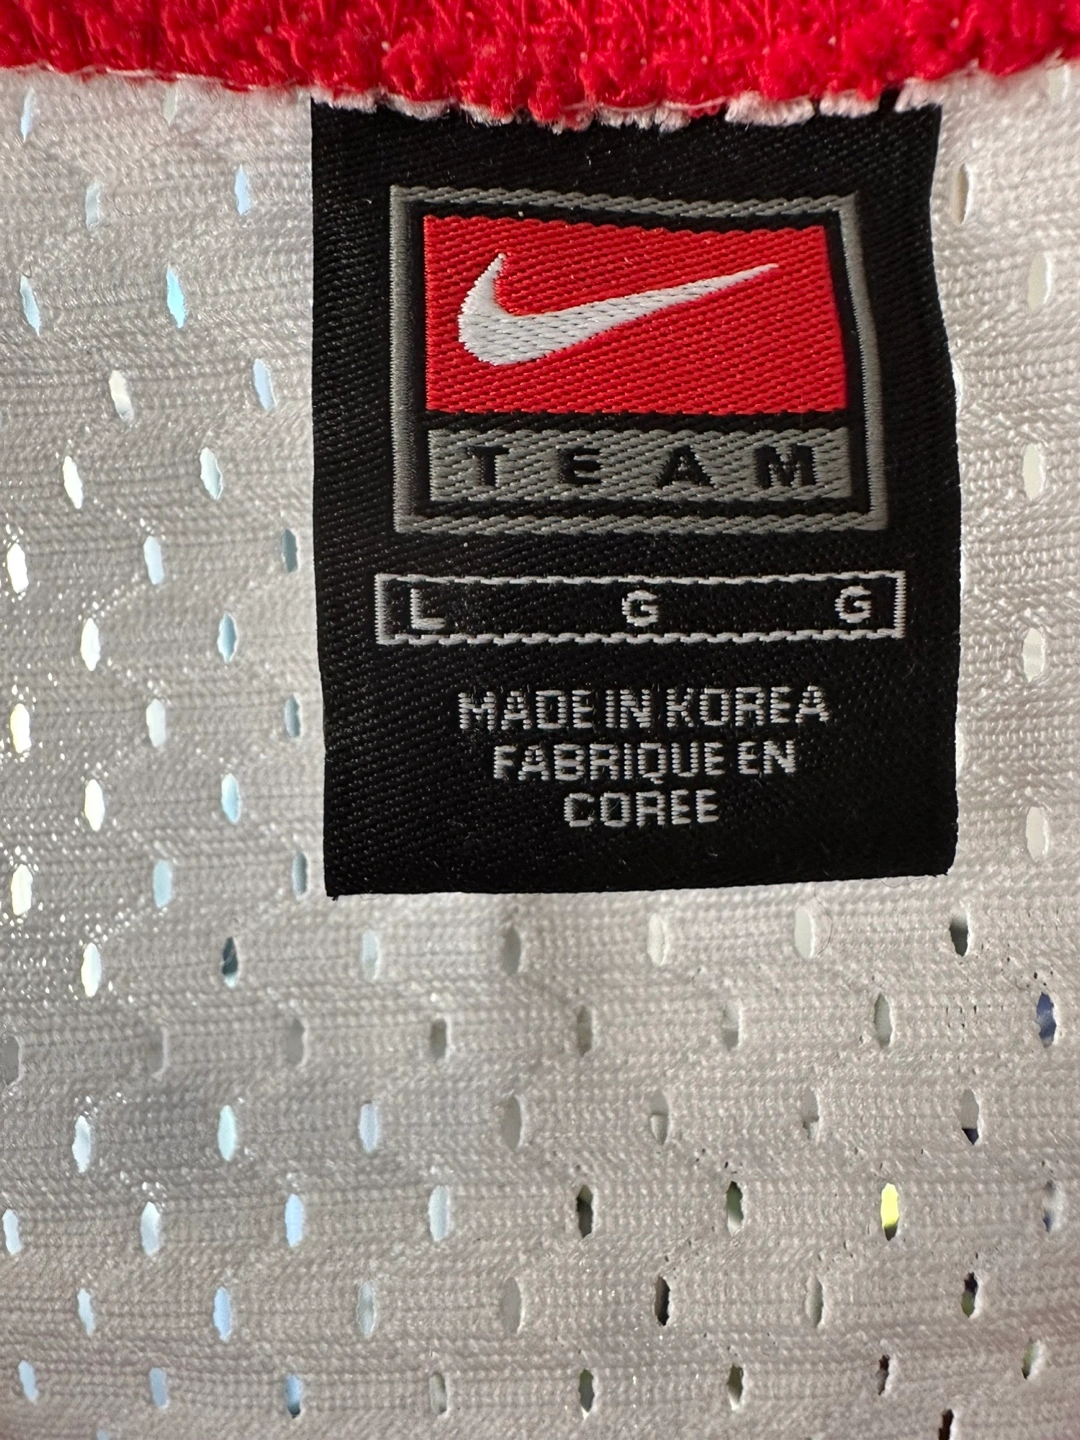 TEAM
L G G
MADE IN KOREA
FABRIQUE EN
COREE